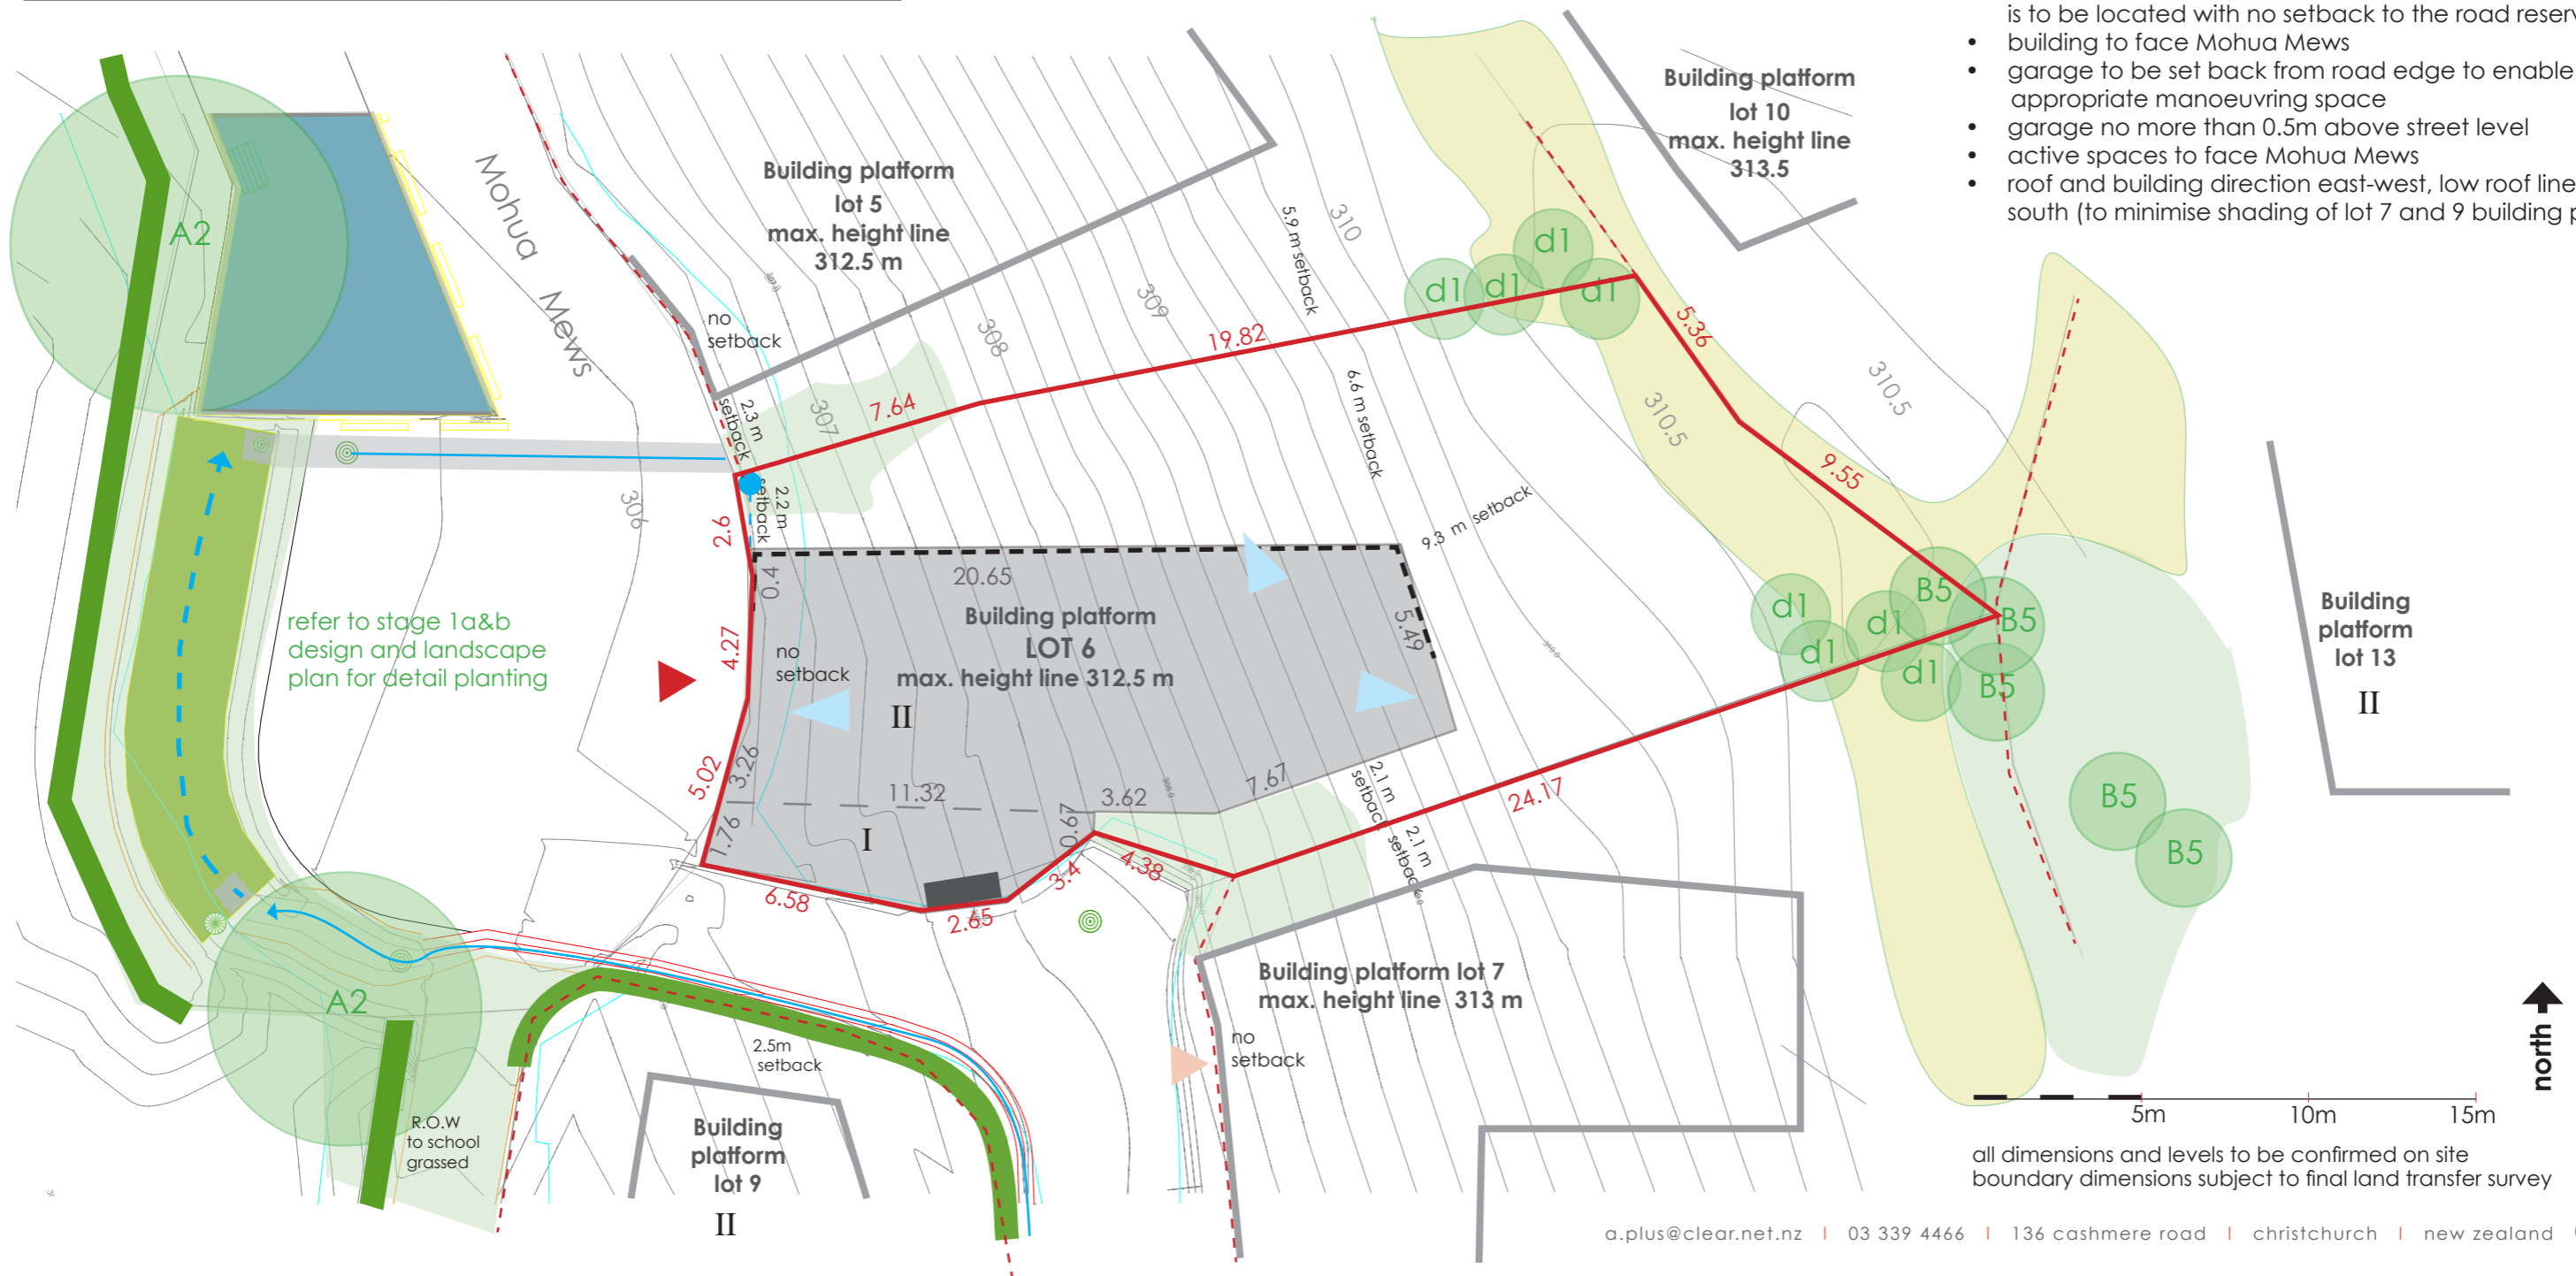 is to be located with no setback to the road reserv
• building to face Mohua Mews
• garage to be set back from road edge to enable
appropriate manoeuvring space
• garage no more than 0.5m above street level
• active spaces to face Mohua Mews
• roof and building direction east-west, low roof line
south (to minimise shading of lot 7 and 9 building p
Building platform
lot 10
max. height line
313.5
Building platform
lot 5
max. height line
312.5 m
Mohua Mews
A2
no
setback
5.9 m setback
310
309
308
307
306
d1
d1
d1
d1
19.82
5.36
7.64
2.3 m
setback
2.2 m
setback
6.6 m setback
310.5
310.5
9.55
9.3 m setback
2.6
0.4
20.65
5.49
Building platform
LOT 6
max. height line 312.5 m
II
4.27
no
setback
refer to stage 1a&b
design and landscape
plan for detail planting
5.02
3.26
11.32
3.62
7.67
0.67
1.76
I
2.1 m
setback
2.1 m
setback
24.17
6.58
2.65
3.4
4.38
d1
d1
d1
d1
B5
B5
B5
B5
B5
Building
platform
lot 13
II
Building platform lot 7
max. height line 313 m
no
setback
A2
2.5m
setback
R.O.W
to school
grassed
Building
platform
lot 9
II
north
5m
10m
15m
all dimensions and levels to be confirmed on site
boundary dimensions subject to final land transfer survey
a.plus@clear.net.nz | 03 339 4466 | 136 cashmere road | christchurch | new zealand